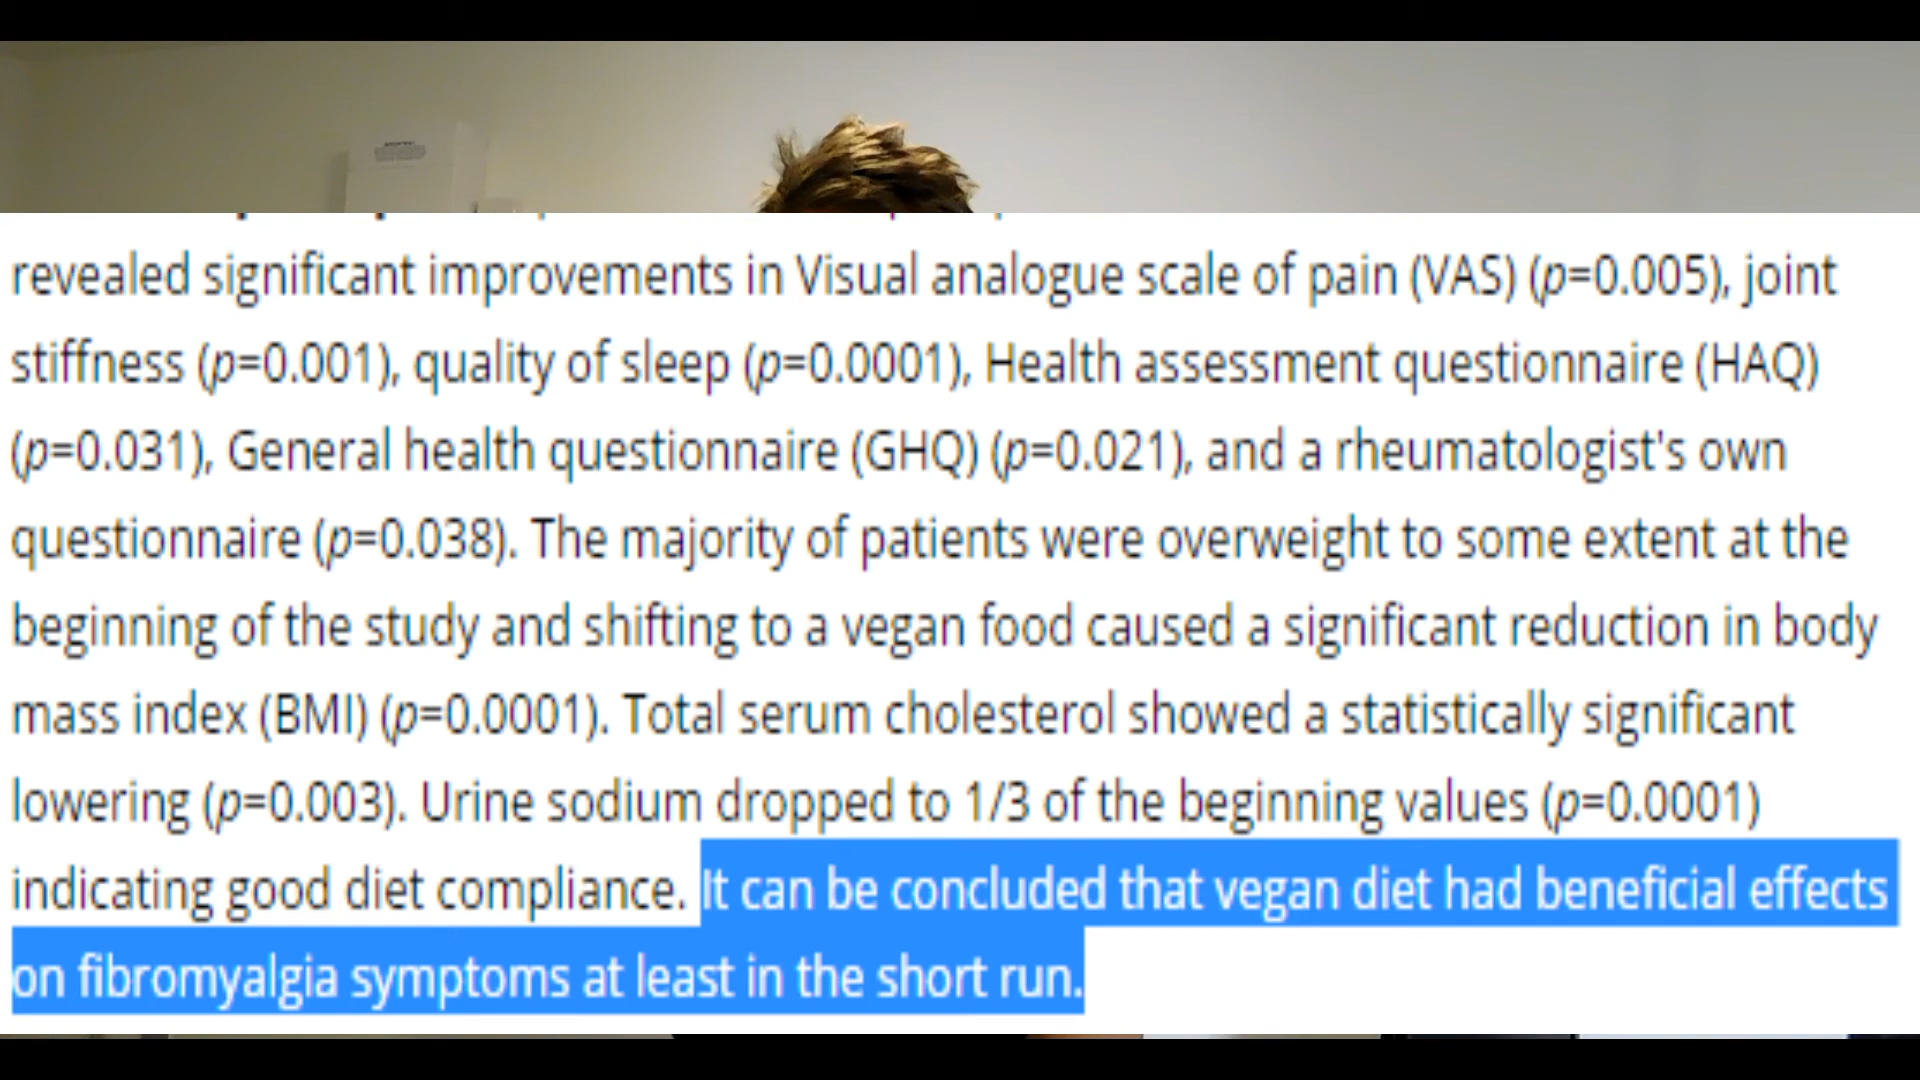 revealed significant improvements in Visual analogue scale of pain (VAS) (p=0.005), joint
stiffness (p=0.001), quality of sleep (p=0.0001), Health assessment questionnaire (HAQ)
(p=0.031), General health questionnaire (GHQ) (p=0.021), and a rheumatologist's own
questionnaire (p=0.038). The majority of patients were overweight to some extent at the
beginning of the study and shifting to a vegan food caused a significant reduction in body
mass index (BMI) (p=0.0001). Total serum cholesterol showed a statistically significant
lowering (p=0.003). Urine sodium dropped to 1/3 of the beginning values (p=0.0001)
indicating good diet compliance. It can be concluded that vegan diet had beneficial effects
on fibromyalgia symptoms at least in the short run.